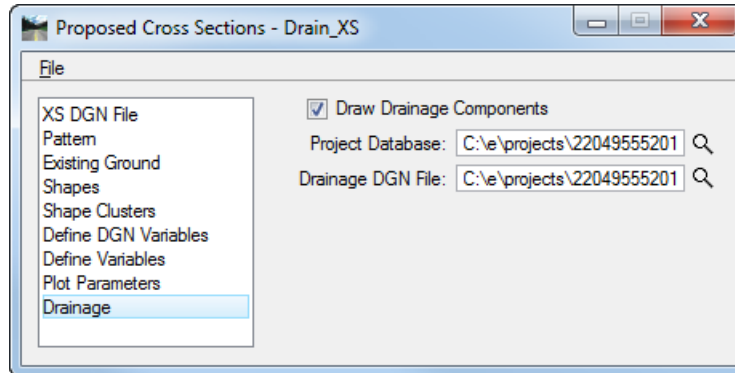 Proposed Cross Sections - Drain_XS
File
XS DGN File
Pattern
Existing Ground
Shapes
Shape Clusters
Define DGN Variables
Define Variables
Plot Parameters
Drainage
Draw Drainage Components
Project Database: C:\e\projects\22049555201
Drainage DGN File: C:\e\projects\22049555201